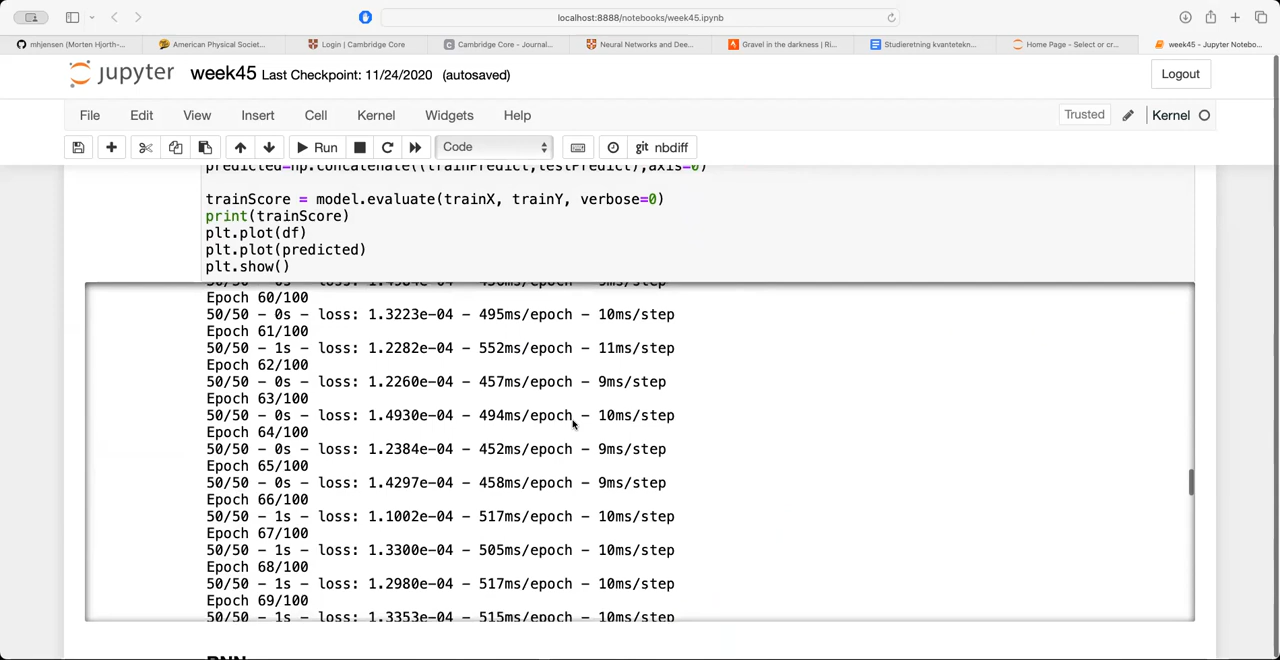 localhost:8888/notebooks/week45.ipynb
mhjensen (Morten Hjorth-... American Physical Societ... Login | Cambridge Core Cambridge Core - Journal... Neural Networks and Dee... Gravel in the darkness | Ri... Studieretning kvantetekn... Home Page - Select or cr... week45 - Jupyter Notebo...
jupyter week45 Last Checkpoint: 11/24/2020 (autosaved) Logout
File Edit View Insert Cell Kernel Widgets Help Trusted Kernel
Run Code git nbdiff
predicted=np.concatenate((trainPredict,testPredict),axis=0)
trainScore = model.evaluate(trainX, trainY, verbose=0)
print(trainScore)
plt.plot(df)
plt.plot(predicted)
plt.show()
Epoch 60/100
50/50 - 0s - loss: 1.3223e-04 - 495ms/epoch - 10ms/step
Epoch 61/100
50/50 - 1s - loss: 1.2282e-04 - 552ms/epoch - 11ms/step
Epoch 62/100
50/50 - 0s - loss: 1.2260e-04 - 457ms/epoch - 9ms/step
Epoch 63/100
50/50 - 0s - loss: 1.4930e-04 - 494ms/epoch - 10ms/step
Epoch 64/100
50/50 - 0s - loss: 1.2384e-04 - 452ms/epoch - 9ms/step
Epoch 65/100
50/50 - 0s - loss: 1.4297e-04 - 458ms/epoch - 9ms/step
Epoch 66/100
50/50 - 1s - loss: 1.1002e-04 - 517ms/epoch - 10ms/step
Epoch 67/100
50/50 - 1s - loss: 1.3300e-04 - 505ms/epoch - 10ms/step
Epoch 68/100
50/50 - 1s - loss: 1.2980e-04 - 517ms/epoch - 10ms/step
Epoch 69/100
50/50 - 1s - loss: 1.3353e-04 - 515ms/epoch - 10ms/step